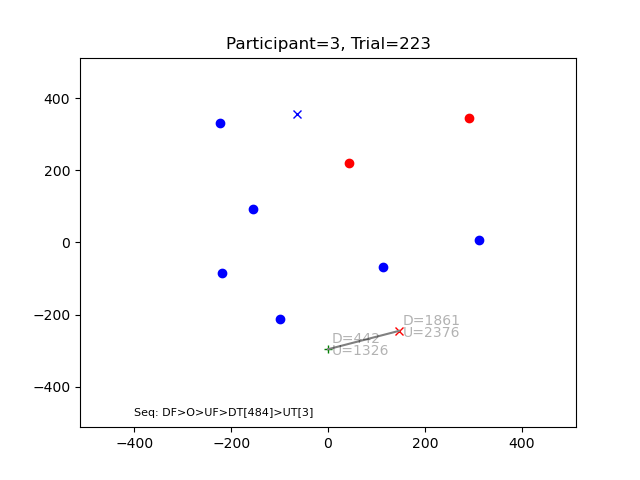 Participant=3, Trial=223
400
200
0
−200
−400
D=1861
U=2376
D=442
U=1326
Seq: DF>O>UF>DT[484]>UT[3]
−400
−200
0
200
400